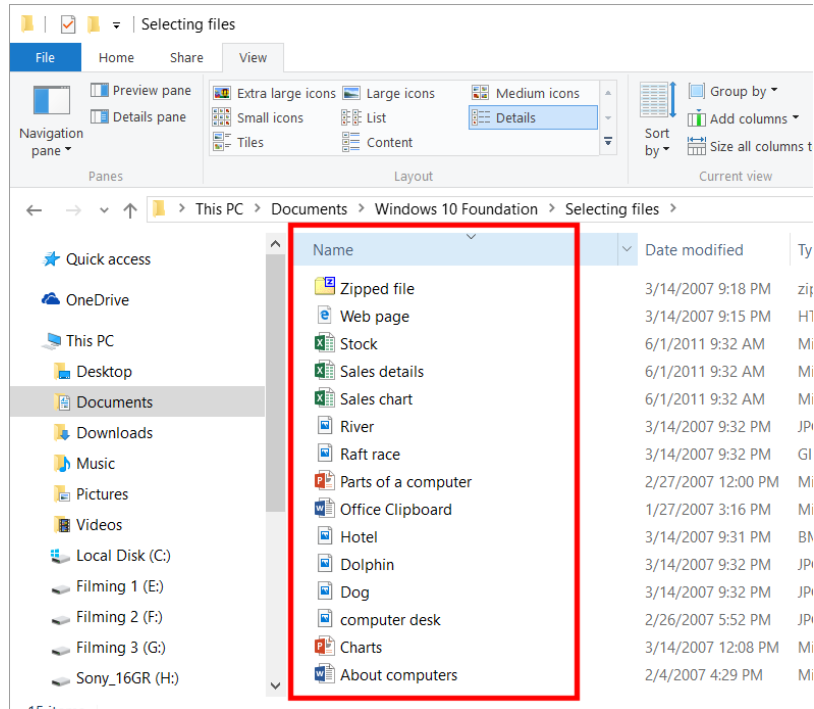 Selecting files
File Home Share View
Navigation pane
Preview pane
Details pane
Panes
Extra large icons Large icons Medium icons
Small icons List Details
Tiles Content
Layout
Sort by
Group by
Add columns
Size all columns t
Current view
This PC > Documents > Windows 10 Foundation > Selecting files >
Quick access
OneDrive
This PC
Desktop
Documents
Downloads
Music
Pictures
Videos
Local Disk (C:)
Filming 1 (E:)
Filming 2 (F:)
Filming 3 (G:)
Sony_16GR (H:)
Name Date modified Ty
Zipped file 3/14/2007 9:18 PM zip
Web page 3/14/2007 9:15 PM HT
Stock 6/1/2011 9:32 AM Mi
Sales details 6/1/2011 9:32 AM Mi
Sales chart 6/1/2011 9:32 AM Mi
River 3/14/2007 9:32 PM JPG
Raft race 3/14/2007 9:32 PM GI
Parts of a computer 2/27/2007 12:00 PM Mi
Office Clipboard 1/27/2007 3:16 PM Mi
Hotel 3/14/2007 9:31 PM BM
Dolphin 3/14/2007 9:32 PM JPG
Dog 3/14/2007 9:32 PM JPG
computer desk 2/26/2007 5:52 PM JPG
Charts 3/14/2007 12:08 PM Mi
About computers 2/4/2007 4:29 PM Mi